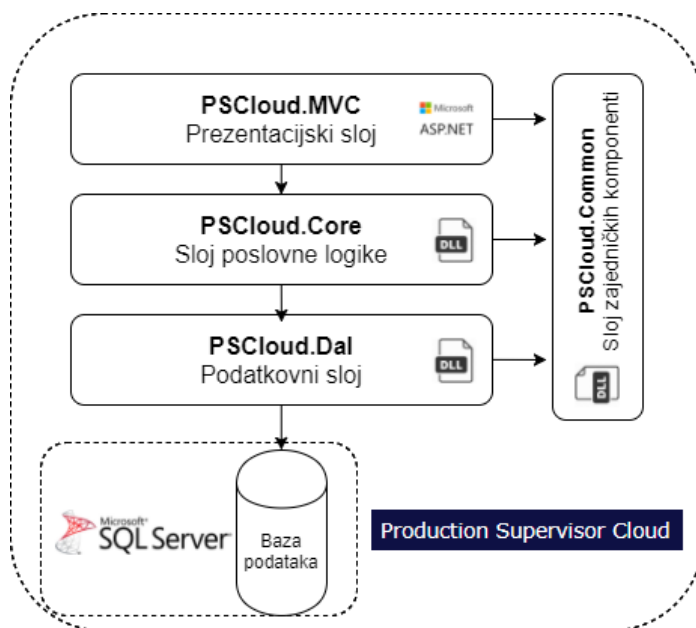 PSCloud.MVC
Prezentacijski sloj
Microsoft
ASP.NET
PSCloud.Core
Sloj poslovne logike
DLL
PSCloud.Dal
Podatkovni sloj
DLL
PSCloud.Common
Sloj zajedničkih komponenti
DLL
Microsoft®
SQL Server
Baza
podataka
Production Supervisor Cloud